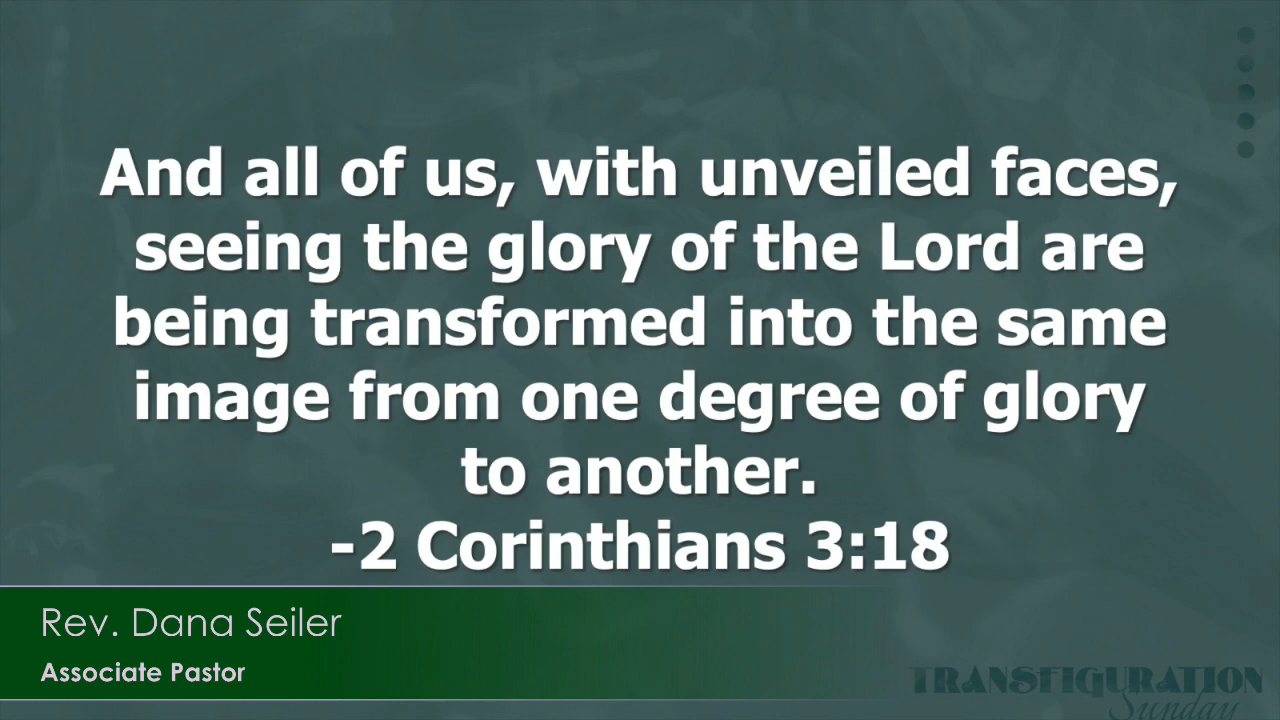 And all of us, with unveiled faces,
seeing the glory of the Lord are
being transformed into the same
image from one degree of glory
to another.
-2 Corinthians 3:18
Rev. Dana Seiler
Associate Pastor
TRANSFIGURATION
Sunday